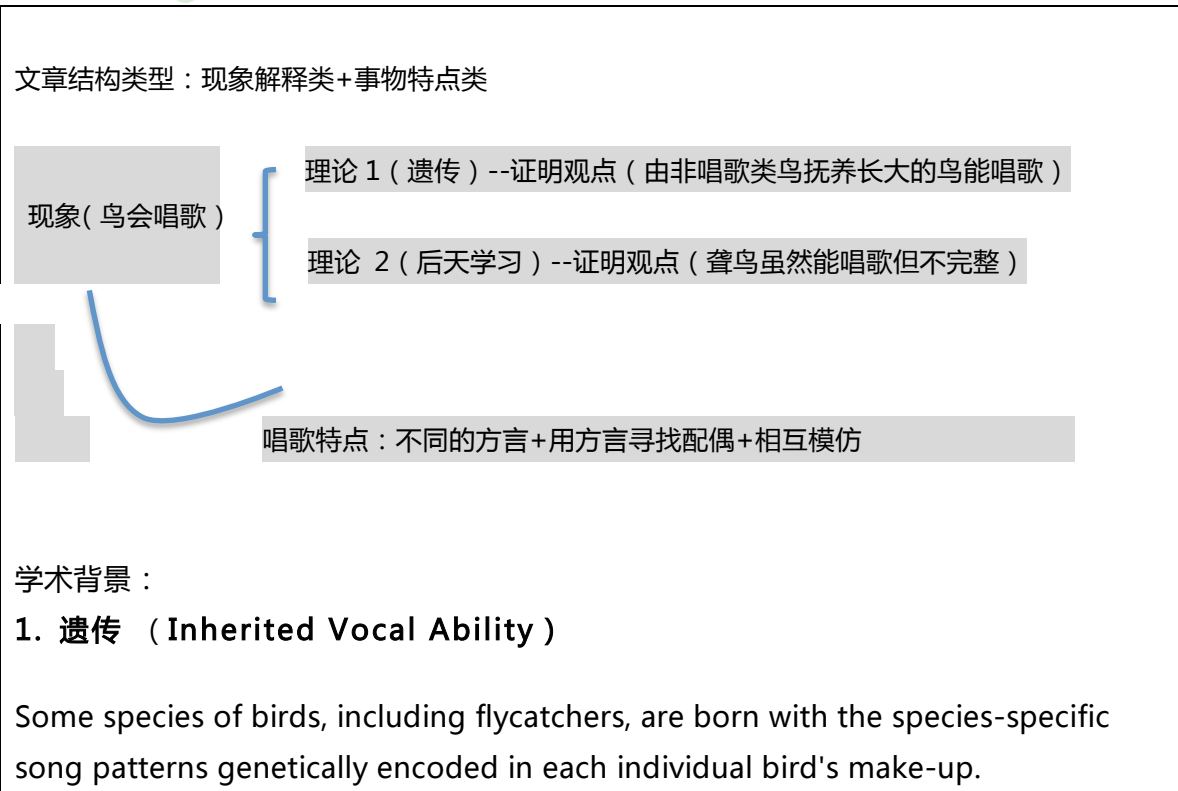 文章结构类型：现象解释类+事物特点类
理论 1（遗传）--证明观点（由非唱歌类鸟抚养长大的鸟能唱歌）
现象(鸟会唱歌）
理论 2（后天学习）--证明观点（聋鸟虽然能唱歌但不完整）
唱歌特点：不同的方言+用方言寻找配偶+相互模仿
学术背景：
1. 遗传 （Inherited Vocal Ability）
Some species of birds, including flycatchers, are born with the species-specific
song patterns genetically encoded in each individual bird's make-up.